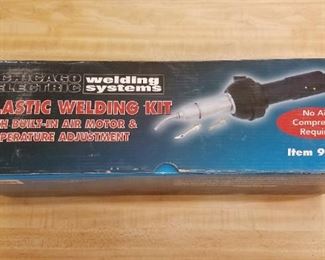 CHICAGO
ELECTRIC welding
systems
LASTIC WELDING KIT
H BUILT-IN AIR MOTOR &
PERATURE ADJUSTMENT
No Ai
Compre
Requi
Item 9